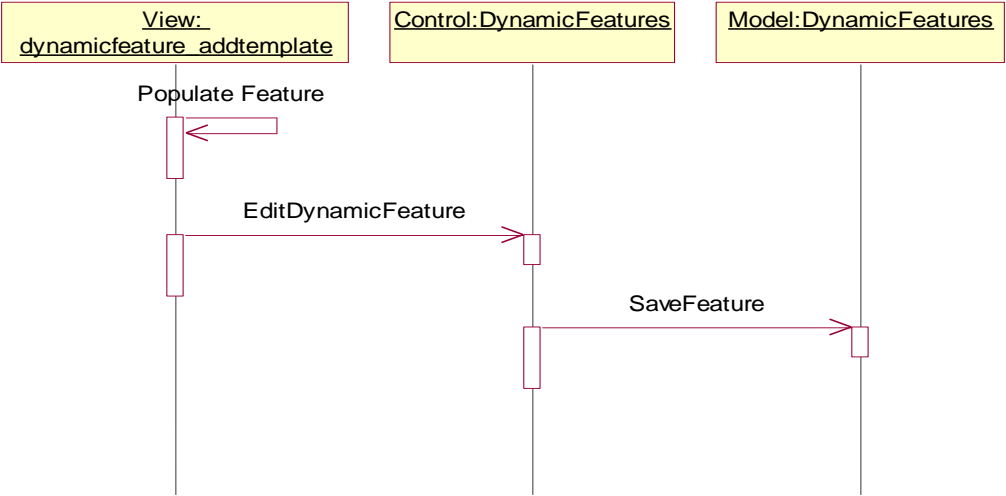 View:
dynamicfeature_addtemplate
Control:DynamicFeatures
Model:DynamicFeatures
Populate Feature
EditDynamicFeature
SaveFeature